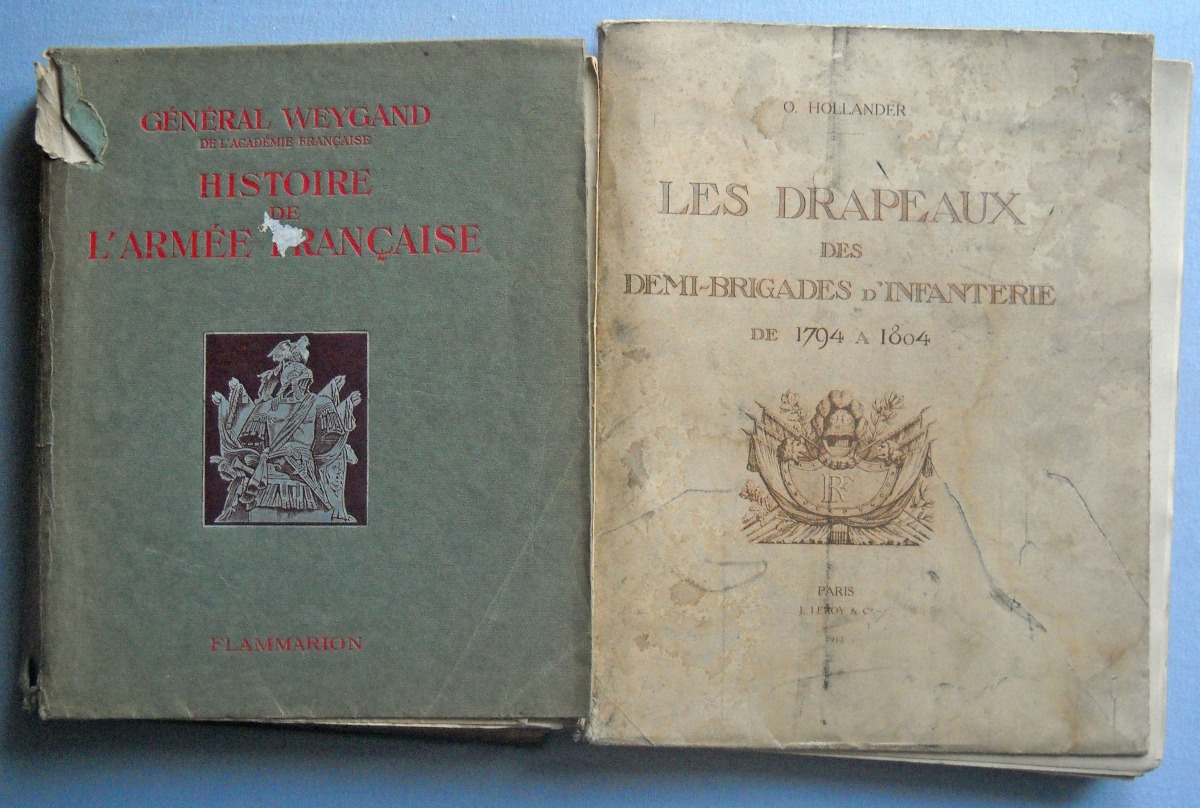 GÉNÉRAL WEYGAND
DE L'ACADÉMIE FRANÇAISE
HISTOIRE
DE
L'ARMÉE FRANÇAISE
FLAMMARION
O. HOLLANDER
LES DRAPEAUX
DES
DEMI-BRIGADES D'INFANTERIE
DE 1794 A 1804
RF
PARIS
J. LEROY & Cie
1913